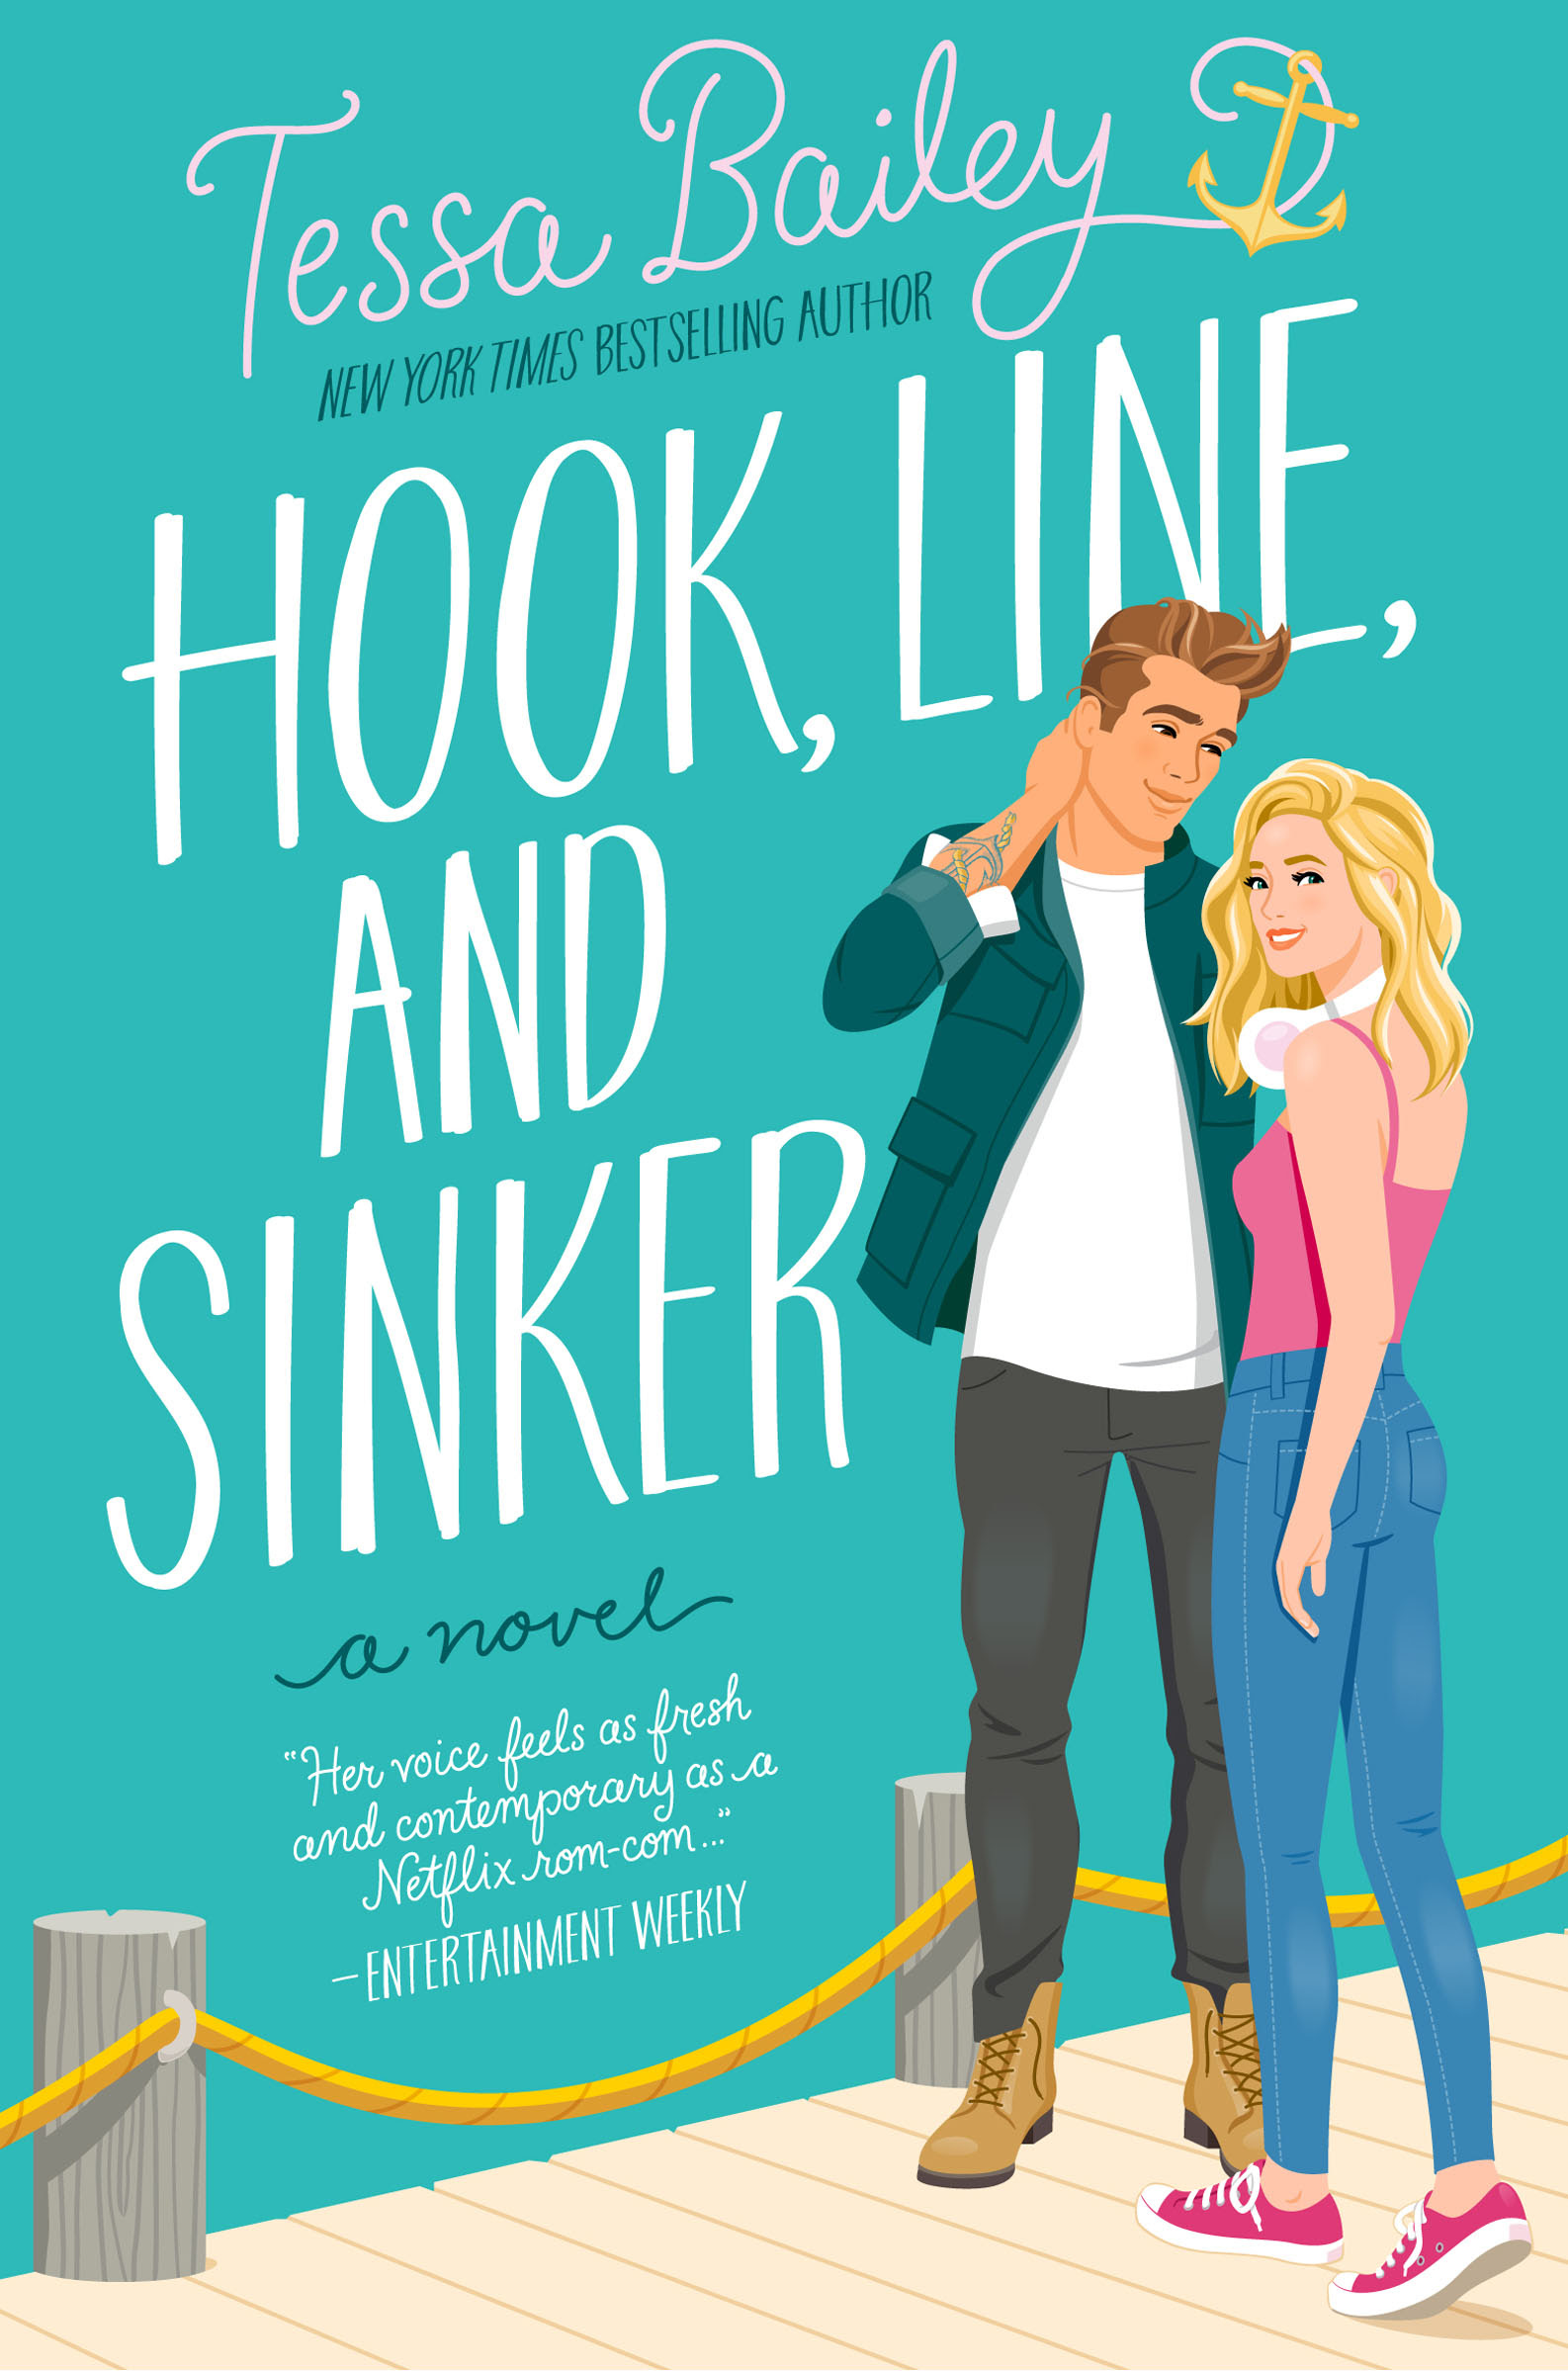 Tessa Bailey
NEW YORK TIMES BESTSELLING AUTHOR
HOOK, LINE,
AND
SINKER
a novel
“Her voice feels as fresh
and contemporary as a
Netflix rom-com...”
— ENTERTAINMENT WEEKLY